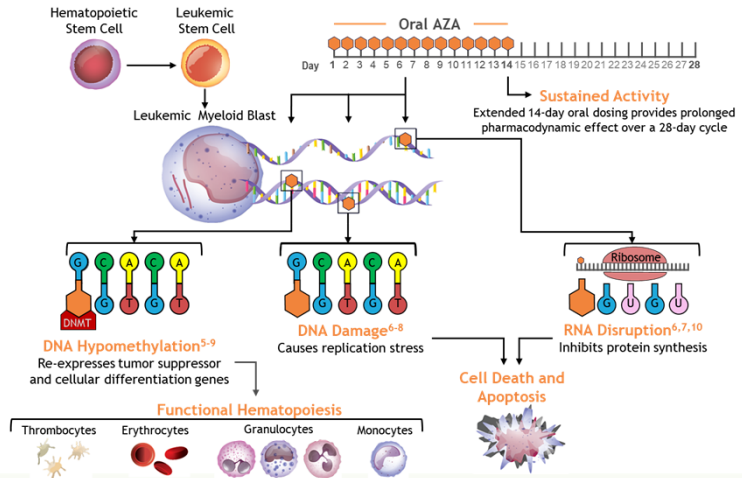 Hematopoietic
Stem Cell
Leukemic
Stem Cell
Oral AZA
Day 1 2 3 4 5 6 7 8 9 10 11 12 13 14 15 16 17 18 19 20 21 22 23 24 25 26 27 28
Sustained Activity
Extended 14-day oral dosing provides prolonged
pharmacodynamic effect over a 28-day cycle
Leukemic Myeloid Blast
G C A C A
G T G T
DNMT
DNA Hypomethylation5-9
Re-expresses tumor suppressor
and cellular differentiation genes
G C A C A
G T G T
DNA Damage6-8
Causes replication stress
Ribosome
G U G U
RNA Disruption6,7,10
Inhibits protein synthesis
Cell Death and
Apoptosis
Functional Hematopoiesis
Thrombocytes
Erythrocytes
Granulocytes
Monocytes